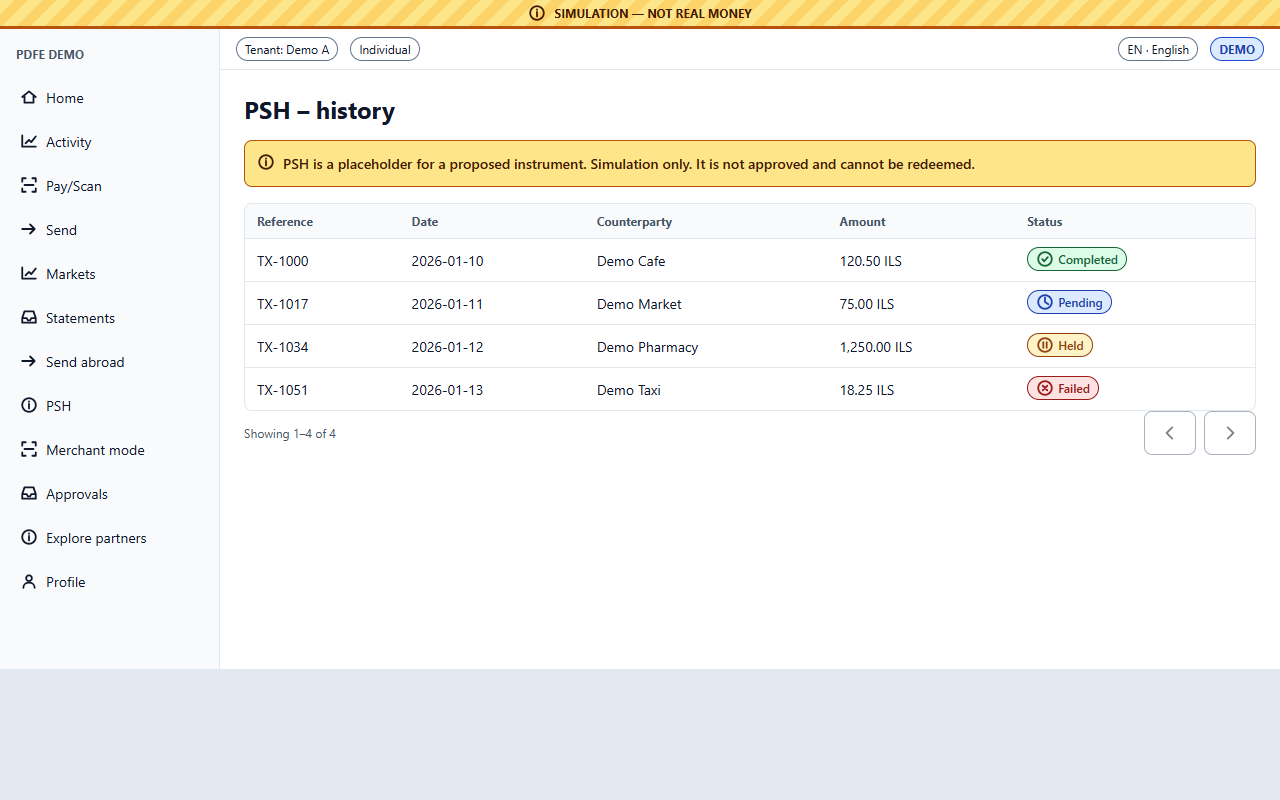 SIMULATION — NOT REAL MONEY
PDFE DEMO
Tenant: Demo A
Individual
EN · English
DEMO
Home
Activity
Pay/Scan
Send
Markets
Statements
Send abroad
PSH
Merchant mode
Approvals
Explore partners
Profile
PSH – history
PSH is a placeholder for a proposed instrument. Simulation only. It is not approved and cannot be redeemed.
Reference Date Counterparty Amount Status
TX-1000 2026-01-10 Demo Cafe 120.50 ILS Completed
TX-1017 2026-01-11 Demo Market 75.00 ILS Pending
TX-1034 2026-01-12 Demo Pharmacy 1,250.00 ILS Held
TX-1051 2026-01-13 Demo Taxi 18.25 ILS Failed
Showing 1–4 of 4